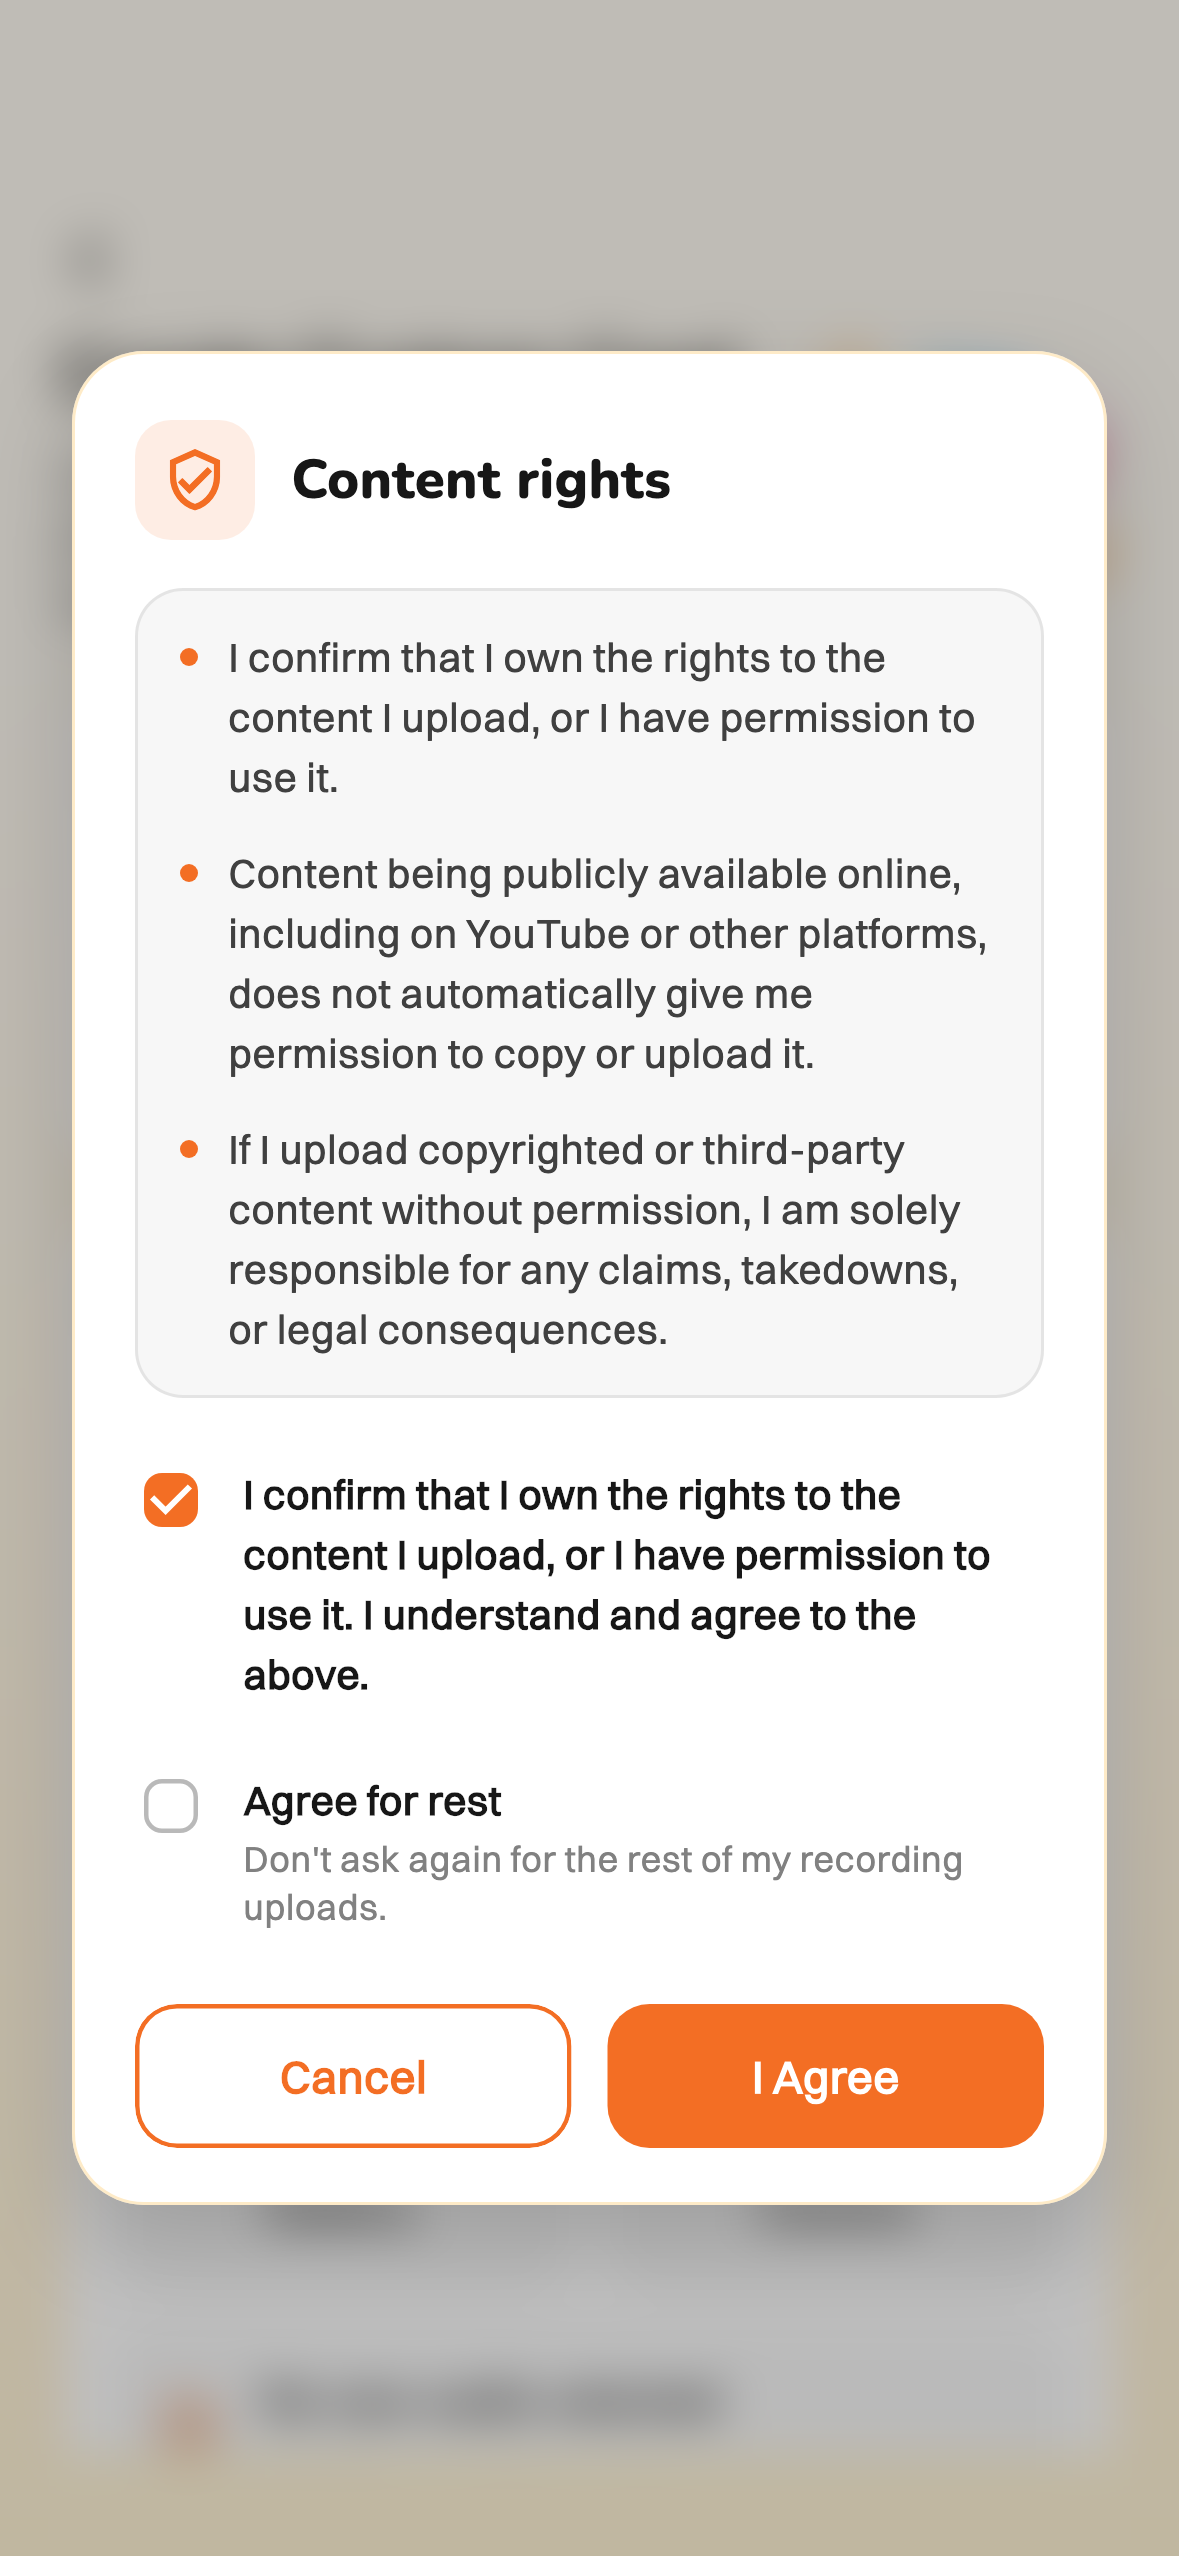 Content rights
I confirm that I own the rights to the
content I upload, or I have permission to
use it.
Content being publicly available online,
including on YouTube or other platforms,
does not automatically give me
permission to copy or upload it.
If I upload copyrighted or third-party
content without permission, I am solely
responsible for any claims, takedowns,
or legal consequences.
I confirm that I own the rights to the
content I upload, or I have permission to
use it. I understand and agree to the
above.
Agree for rest
Don't ask again for the rest of my recording
uploads.
Cancel
I Agree